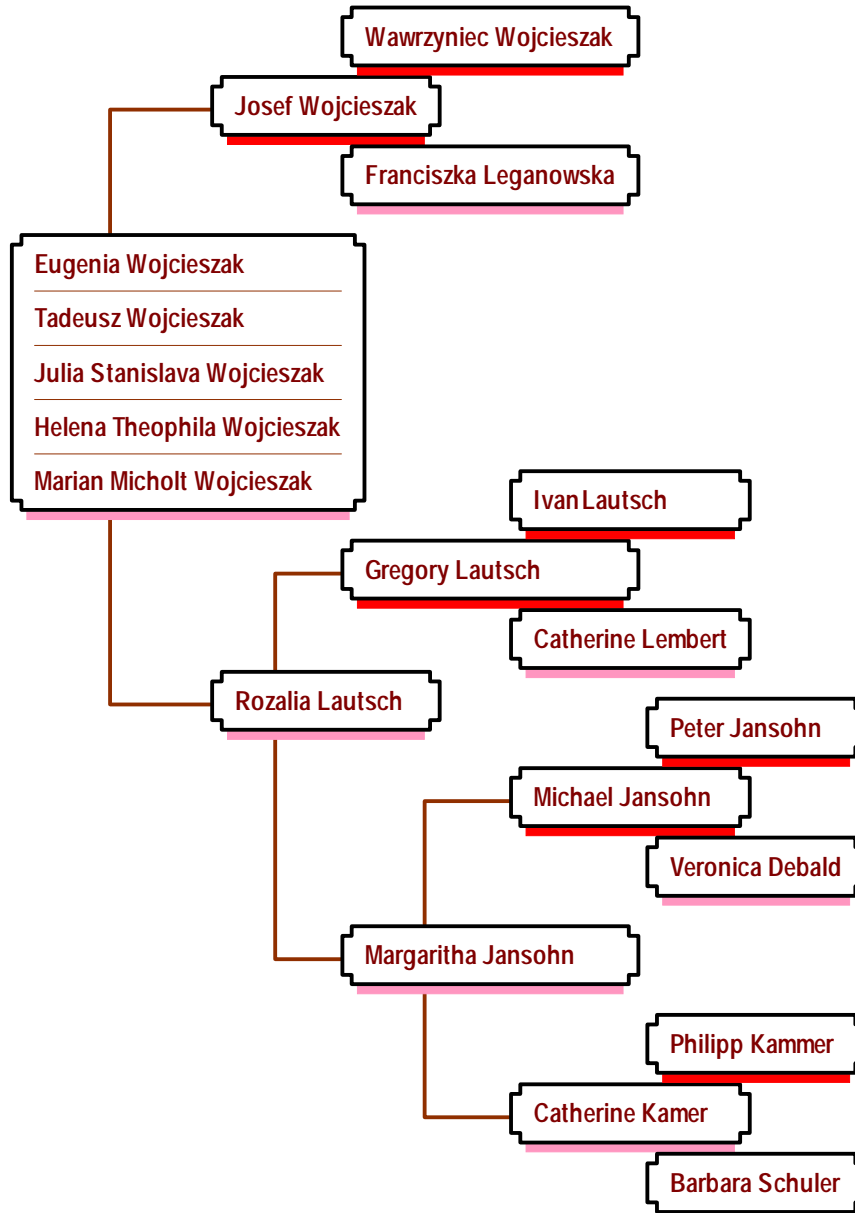 Wawrzyniec Wojcieszak
Josef Wojcieszak
Franciszka Leganowska
Eugenia Wojcieszak
Tadeusz Wojcieszak
Julia Stanislava Wojcieszak
Helena Theophila Wojcieszak
Marian Micholt Wojcieszak
Ivan Lautsch
Gregory Lautsch
Catherine Lembert
Rozalia Lautsch
Peter Jansohn
Michael Jansohn
Veronica Debald
Margaritha Jansohn
Philipp Kammer
Catherine Kamer
Barbara Schuler